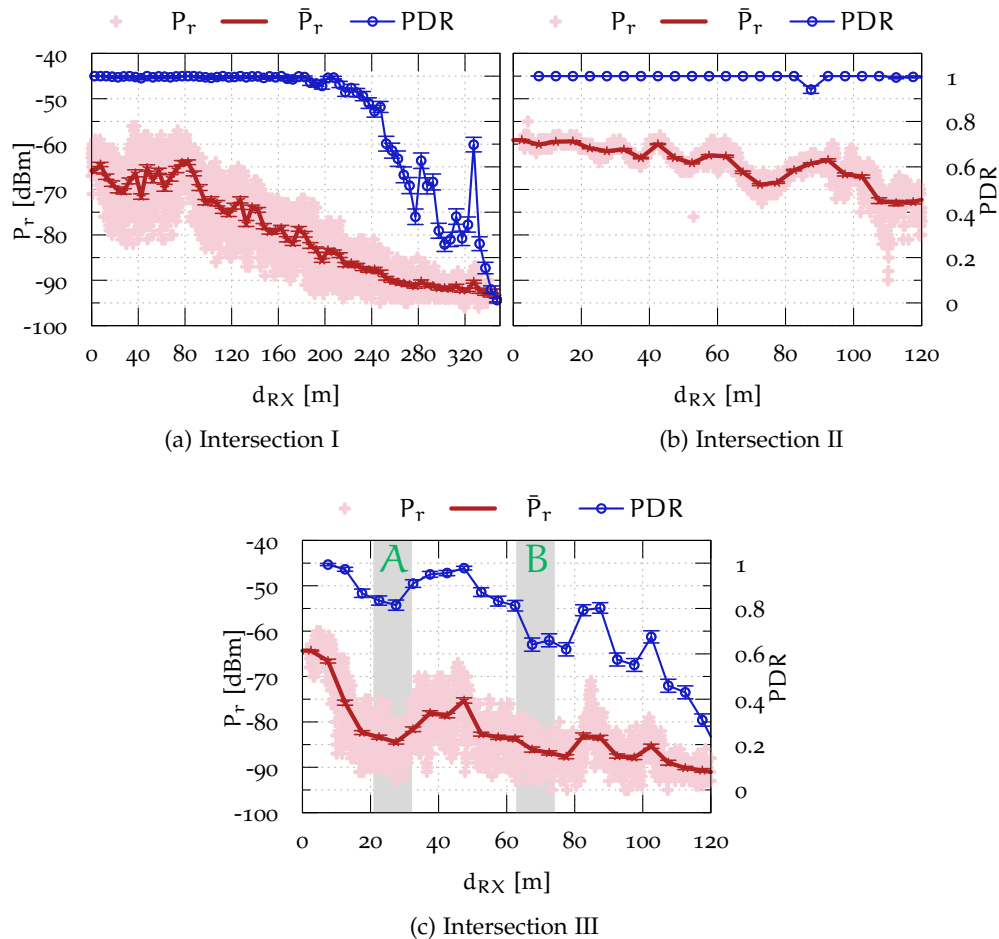 Pr P̄r PDR Pr P̄r PDR
-40
-50
-60
-70
-80
-90
-100
Pr [dBm]
0 40 80 120 160 200 240 280 320
dRX [m]
(a) Intersection I
1
0.8
0.6
0.4
0.2
0
PDR
0 20 40 60 80 100 120
dRX [m]
(b) Intersection II
Pr P̄r PDR
-40
-50
-60
-70
-80
-90
-100
Pr [dBm]
A B
1
0.8
0.6
0.4
0.2
0
PDR
0 20 40 60 80 100 120
dRX [m]
(c) Intersection III